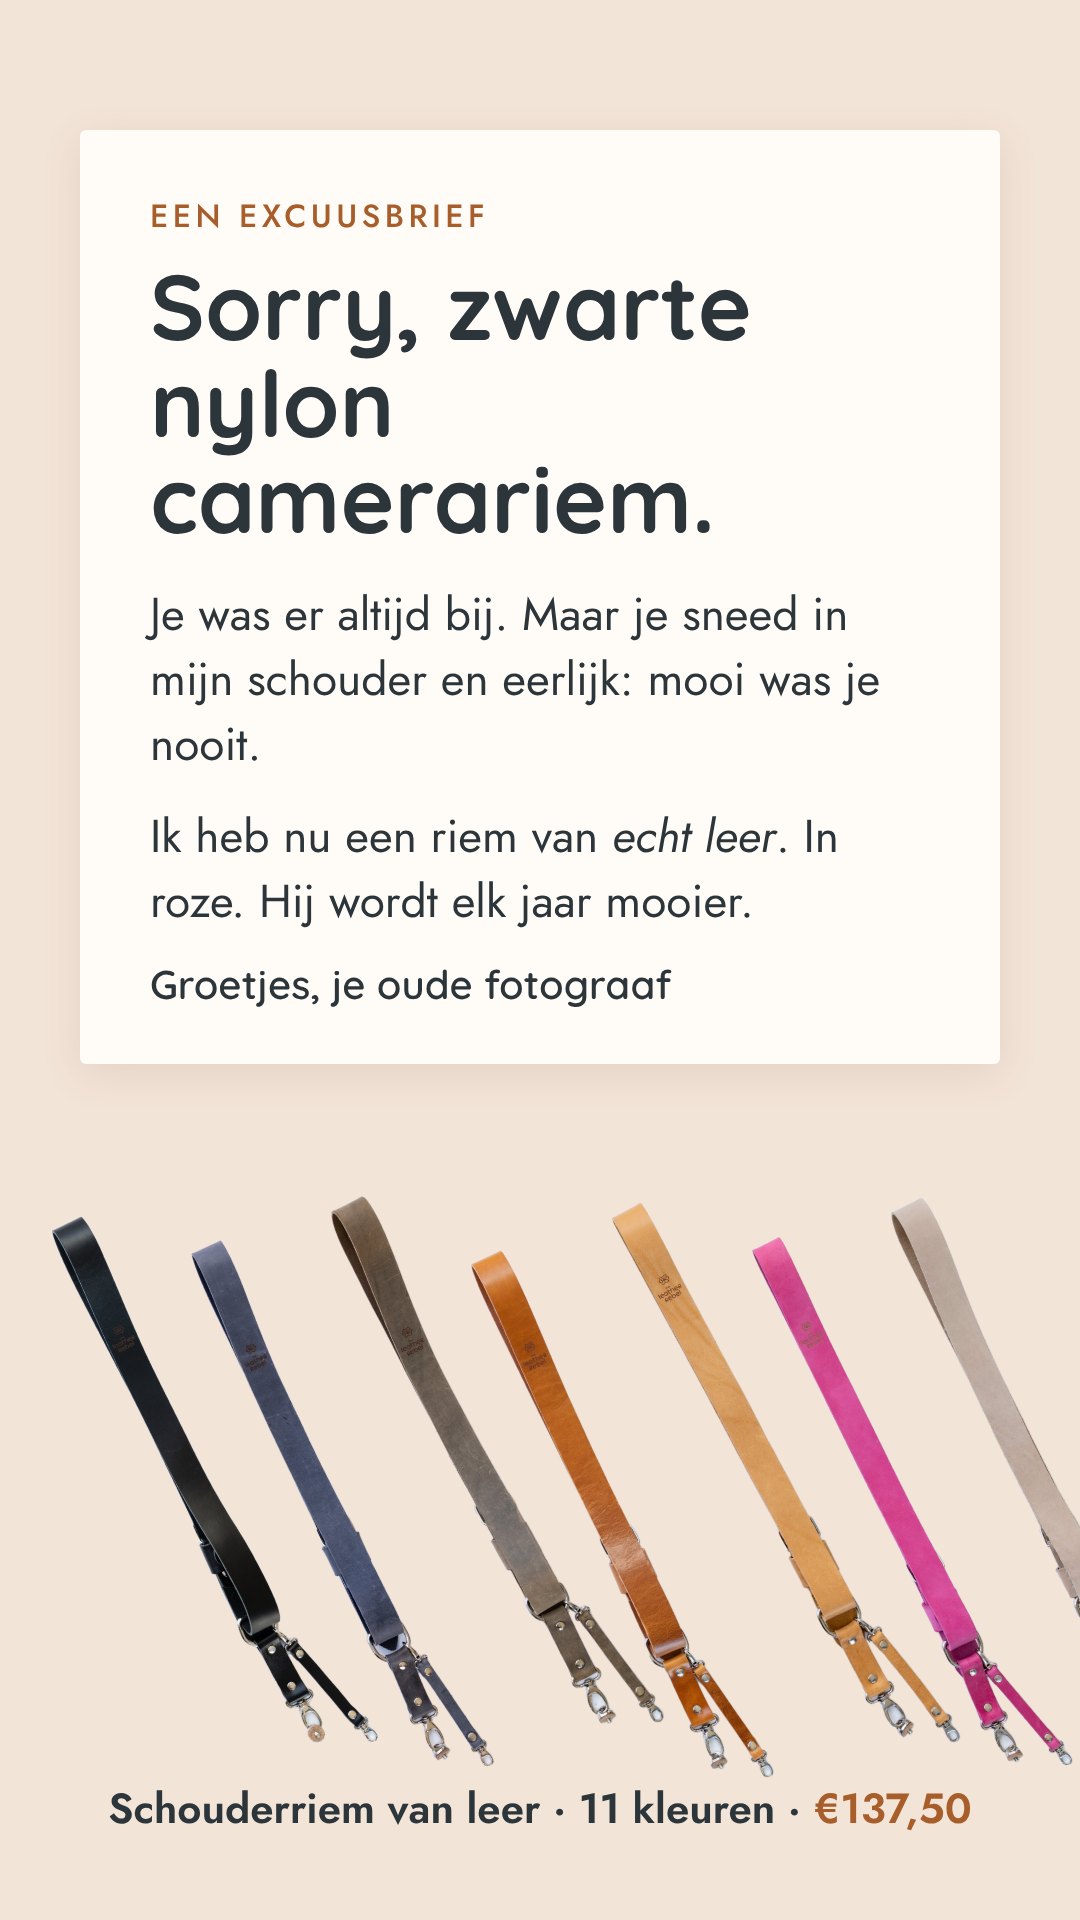 EEN EXCUUSBRIEF
Sorry, zwarte
nylon
camerariem.
Je was er altijd bij. Maar je sneed in
mijn schouder en eerlijk: mooi was je
nooit.
Ik heb nu een riem van echt leer. In
roze. Hij wordt elk jaar mooier.
Groetjes, je oude fotograaf
Schouderriem van leer · 11 kleuren · €137,50